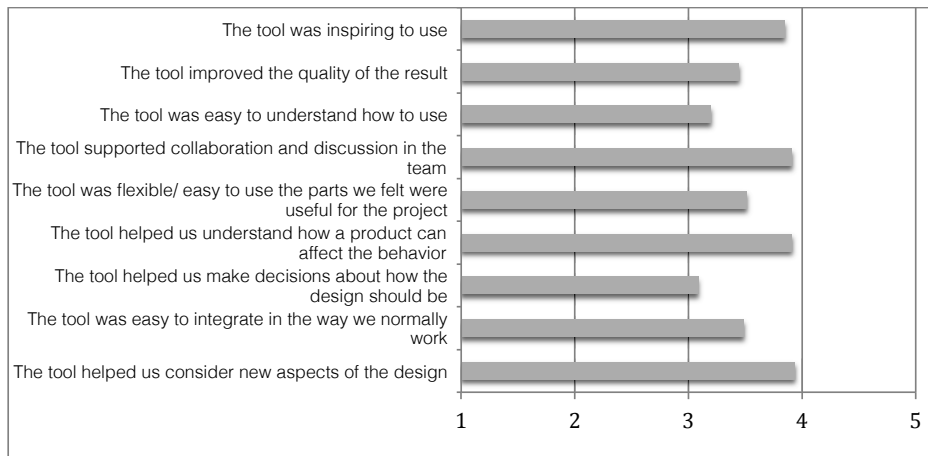 The tool was inspiring to use
The tool improved the quality of the result
The tool was easy to understand how to use
The tool supported collaboration and discussion in the
team
The tool was flexible/ easy to use the parts we felt were
useful for the project
The tool helped us understand how a product can
affect the behavior
The tool helped us make decisions about how the
design should be
The tool was easy to integrate in the way we normally
work
The tool helped us consider new aspects of the design
1 2 3 4 5